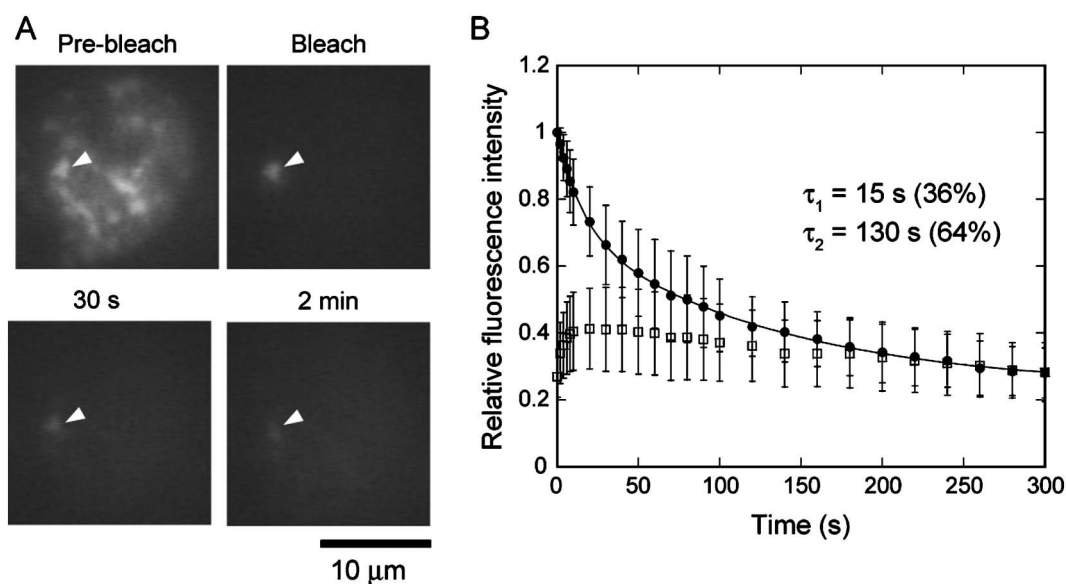 A
Pre-bleach
Bleach
30 s
2 min
10 μm
B
Relative fluorescence intensity
1.2
1
0.8
0.6
0.4
0.2
0
τ1 = 15 s (36%)
τ2 = 130 s (64%)
0 50 100 150 200 250 300
Time (s)